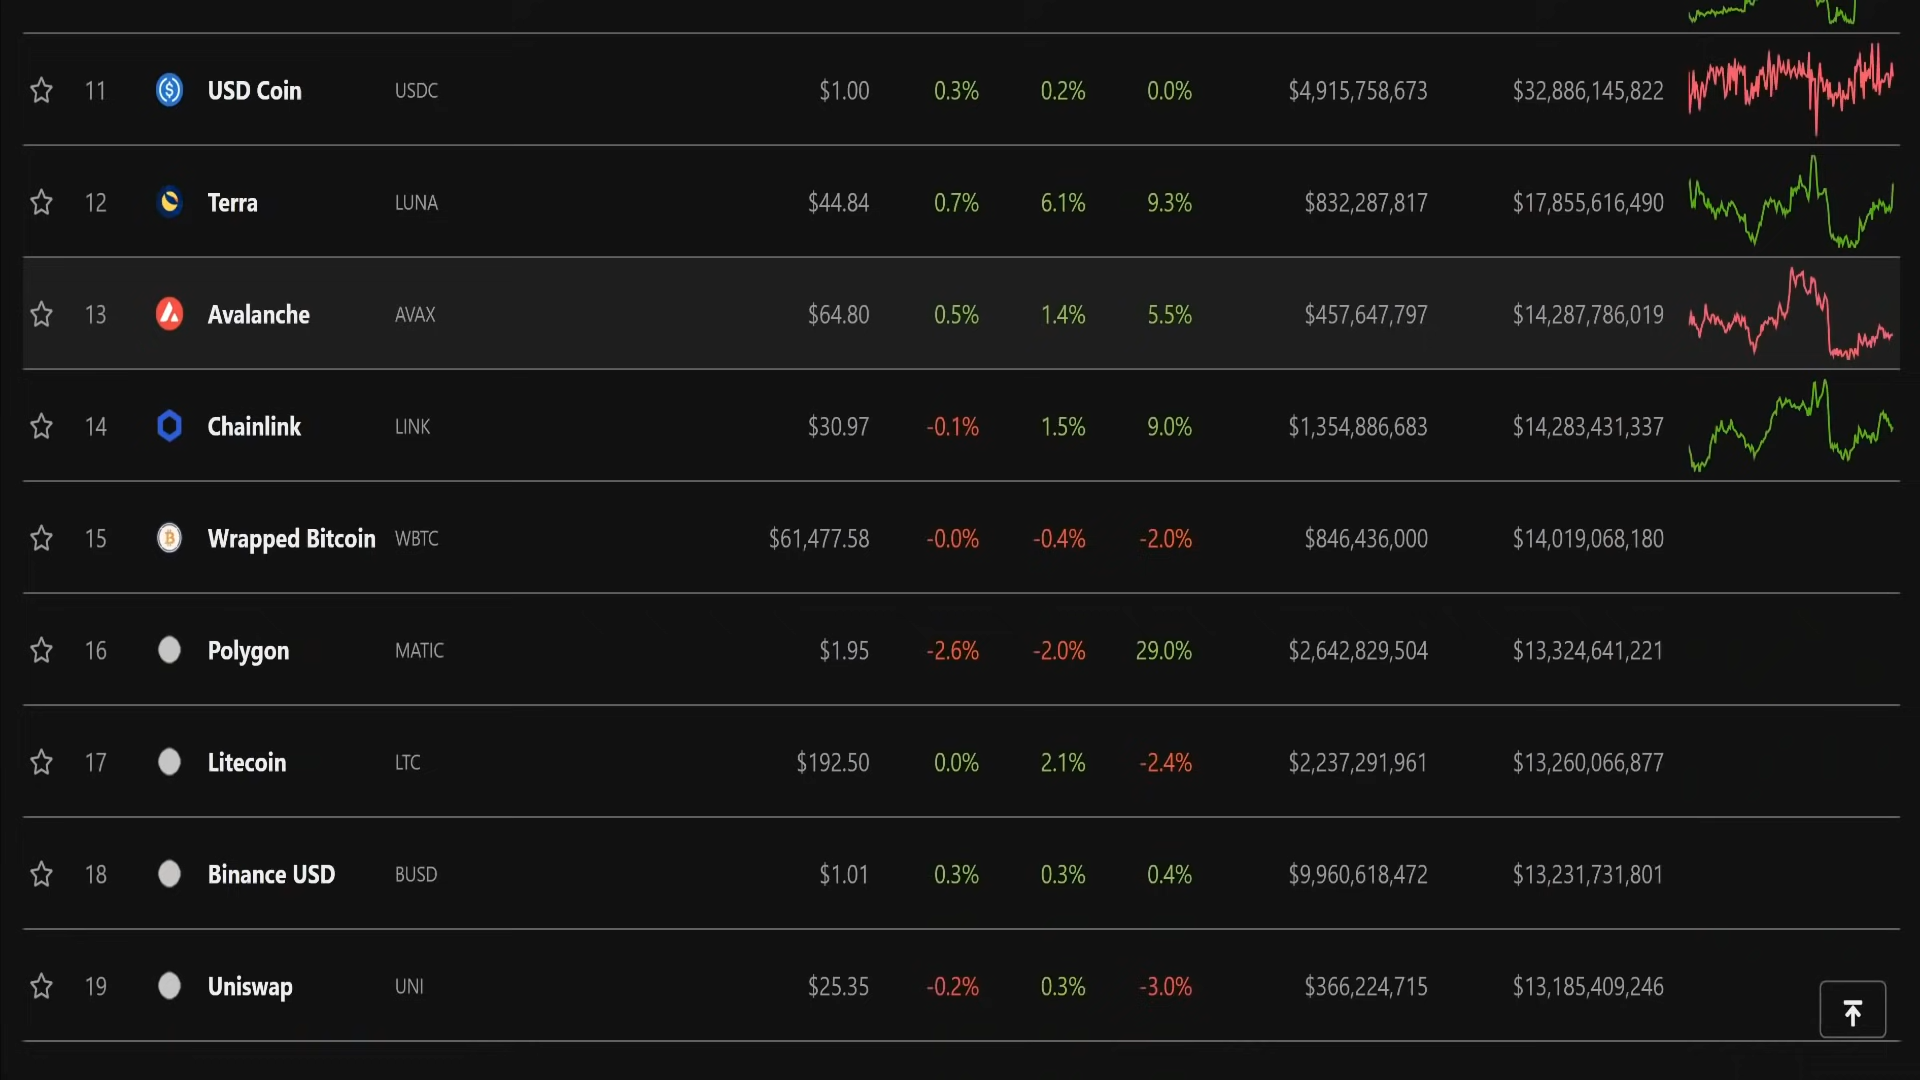 11 USD Coin USDC $1.00 0.3% 0.2% 0.0% $4,915,758,673 $32,886,145,822
12 Terra LUNA $44.84 0.7% 6.1% 9.3% $832,287,817 $17,855,616,490
13 Avalanche AVAX $64.80 0.5% 1.4% 5.5% $457,647,797 $14,287,786,019
14 Chainlink LINK $30.97 -0.1% 1.5% 9.0% $1,354,886,683 $14,283,431,337
15 Wrapped Bitcoin WBTC $61,477.58 -0.0% -0.4% -2.0% $846,436,000 $14,019,068,180
16 Polygon MATIC $1.95 -2.6% -2.0% 29.0% $2,642,829,504 $13,324,641,221
17 Litecoin LTC $192.50 0.0% 2.1% -2.4% $2,237,291,961 $13,260,066,877
18 Binance USD BUSD $1.01 0.3% 0.3% 0.4% $9,960,618,472 $13,231,731,801
19 Uniswap UNI $25.35 -0.2% 0.3% -3.0% $366,224,715 $13,185,409,246